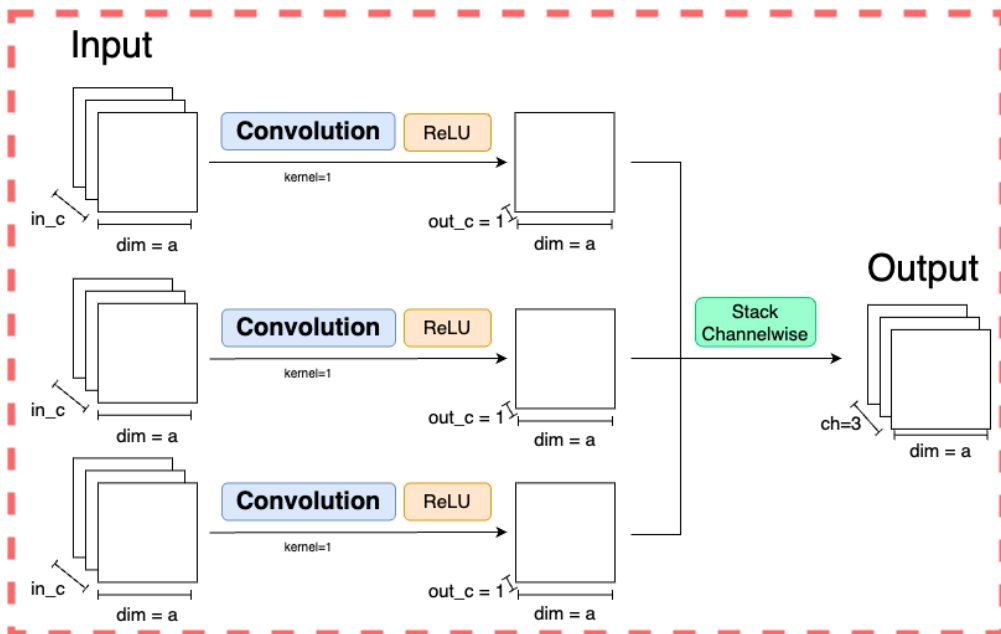 Input
Convolution
ReLU
kernel=1
in_c
dim = a
out_c = 1
dim = a
Convolution
ReLU
kernel=1
in_c
dim = a
out_c = 1
dim = a
Convolution
ReLU
kernel=1
in_c
dim = a
out_c = 1
dim = a
Stack
Channelwise
Output
ch=3
dim = a